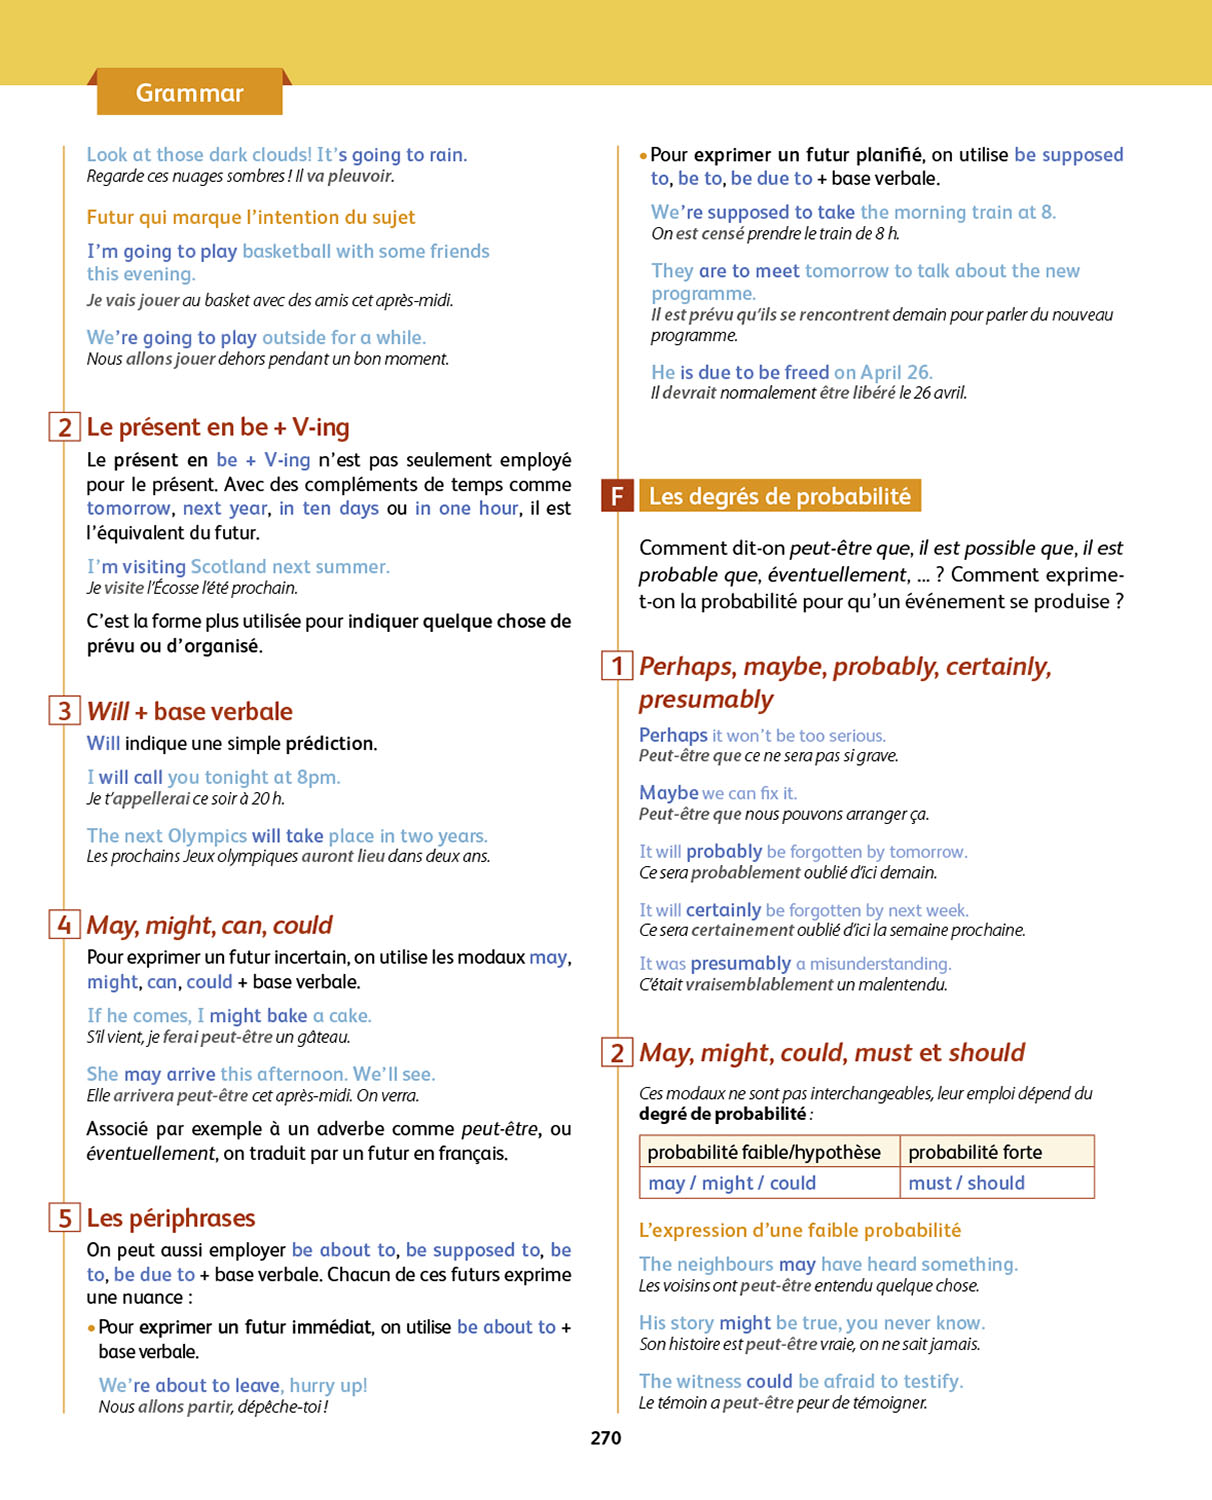 Grammar
Look at those dark clouds! It's going to rain.
Regarde ces nuages sombres ! Il va pleuvoir.
Futur qui marque l'intention du sujet
I'm going to play basketball with some friends
this evening.
Je vais jouer au basket avec des amis cet après-midi.
We're going to play outside for a while.
Nous allons jouer dehors pendant un bon moment.
2 Le présent en be + V-ing
Le présent en be + V-ing n'est pas seulement employé
pour le présent. Avec des compléments de temps comme
tomorrow, next year, in ten days ou in one hour, il est
l'équivalent du futur.
I'm visiting Scotland next summer.
Je visite l'Écosse l'été prochain.
C'est la forme plus utilisée pour indiquer quelque chose de
prévu ou d'organisé.
3 Will + base verbale
Will indique une simple prédiction.
I will call you tonight at 8pm.
Je t'appellerai ce soir à 20 h.
The next Olympics will take place in two years.
Les prochains Jeux olympiques auront lieu dans deux ans.
4 May, might, can, could
Pour exprimer un futur incertain, on utilise les modaux may,
might, can, could + base verbale.
If he comes, I might bake a cake.
S'il vient, je ferai peut-être un gâteau.
She may arrive this afternoon. We'll see.
Elle arrivera peut-être cet après-midi. On verra.
Associé par exemple à un adverbe comme peut-être, ou
éventuellement, on traduit par un futur en français.
5 Les périphrases
On peut aussi employer be about to, be supposed to, be
to, be due to + base verbale. Chacun de ces futurs exprime
une nuance :
• Pour exprimer un futur immédiat, on utilise be about to +
base verbale.
We're about to leave, hurry up!
Nous allons partir, dépêche-toi !
• Pour exprimer un futur planifié, on utilise be supposed
to, be to, be due to + base verbale.
We're supposed to take the morning train at 8.
On est censé prendre le train de 8 h.
They are to meet tomorrow to talk about the new
programme.
Il est prévu qu'ils se rencontrent demain pour parler du nouveau
programme.
He is due to be freed on April 26.
Il devrait normalement être libéré le 26 avril.
F Les degrés de probabilité
Comment dit-on peut-être que, il est possible que, il est
probable que, éventuellement, ... ? Comment exprime-
t-on la probabilité pour qu'un événement se produise ?
1 Perhaps, maybe, probably, certainly,
presumably
Perhaps it won't be too serious.
Peut-être que ce ne sera pas si grave.
Maybe we can fix it.
Peut-être que nous pouvons arranger ça.
It will probably be forgotten by tomorrow.
Ce sera probablement oublié d'ici demain.
It will certainly be forgotten by next week.
Ce sera certainement oublié d'ici la semaine prochaine.
It was presumably a misunderstanding.
C'était vraisemblablement un malentendu.
2 May, might, could, must et should
Ces modaux ne sont pas interchangeables, leur emploi dépend du
degré de probabilité :
probabilité faible/hypothèse probabilité forte
may / might / could must / should
L'expression d'une faible probabilité
The neighbours may have heard something.
Les voisins ont peut-être entendu quelque chose.
His story might be true, you never know.
Son histoire est peut-être vraie, on ne sait jamais.
The witness could be afraid to testify.
Le témoin a peut-être peur de témoigner.
270